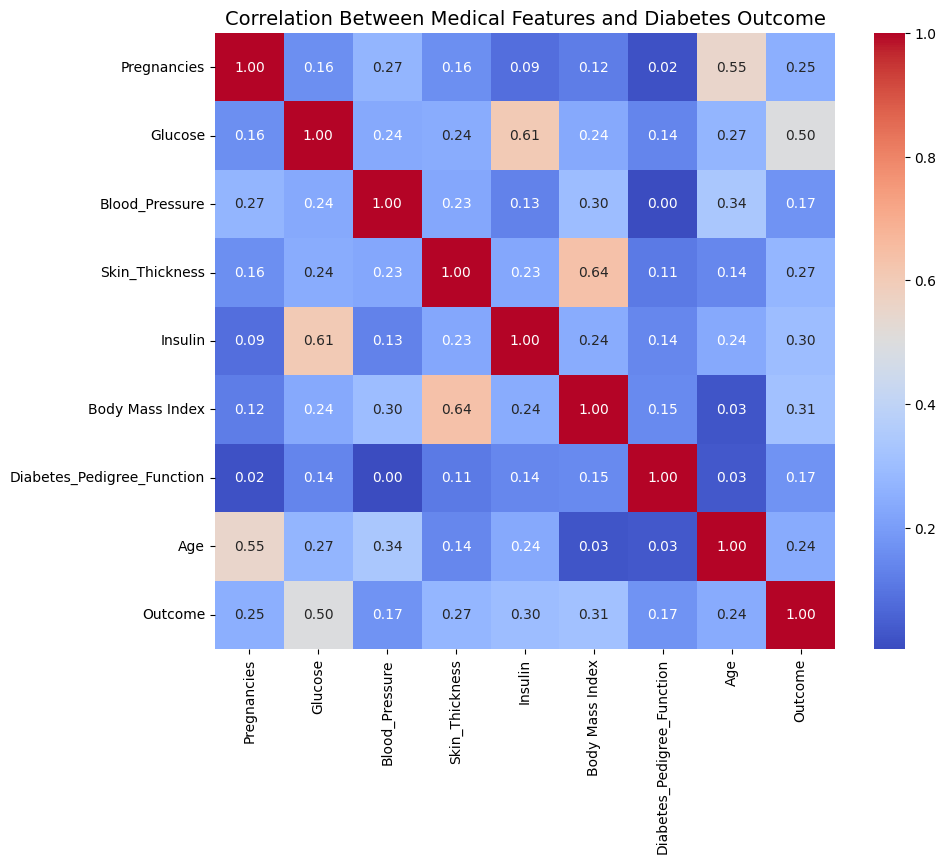 Correlation Between Medical Features and Diabetes Outcome
Pregnancies 1.00 0.16 0.27 0.16 0.09 0.12 0.02 0.55 0.25
Glucose 0.16 1.00 0.24 0.24 0.61 0.24 0.14 0.27 0.50
Blood_Pressure 0.27 0.24 1.00 0.23 0.13 0.30 0.00 0.34 0.17
Skin_Thickness 0.16 0.24 0.23 1.00 0.23 0.64 0.11 0.14 0.27
Insulin 0.09 0.61 0.13 0.23 1.00 0.24 0.14 0.24 0.30
Body Mass Index 0.12 0.24 0.30 0.64 0.24 1.00 0.15 0.03 0.31
Diabetes_Pedigree_Function 0.02 0.14 0.00 0.11 0.14 0.15 1.00 0.03 0.17
Age 0.55 0.27 0.34 0.14 0.24 0.03 0.03 1.00 0.24
Outcome 0.25 0.50 0.17 0.27 0.30 0.31 0.17 0.24 1.00
Pregnancies
Glucose
Blood_Pressure
Skin_Thickness
Insulin
Body Mass Index
Diabetes_Pedigree_Function
Age
Outcome
1.0
0.8
0.6
0.4
0.2